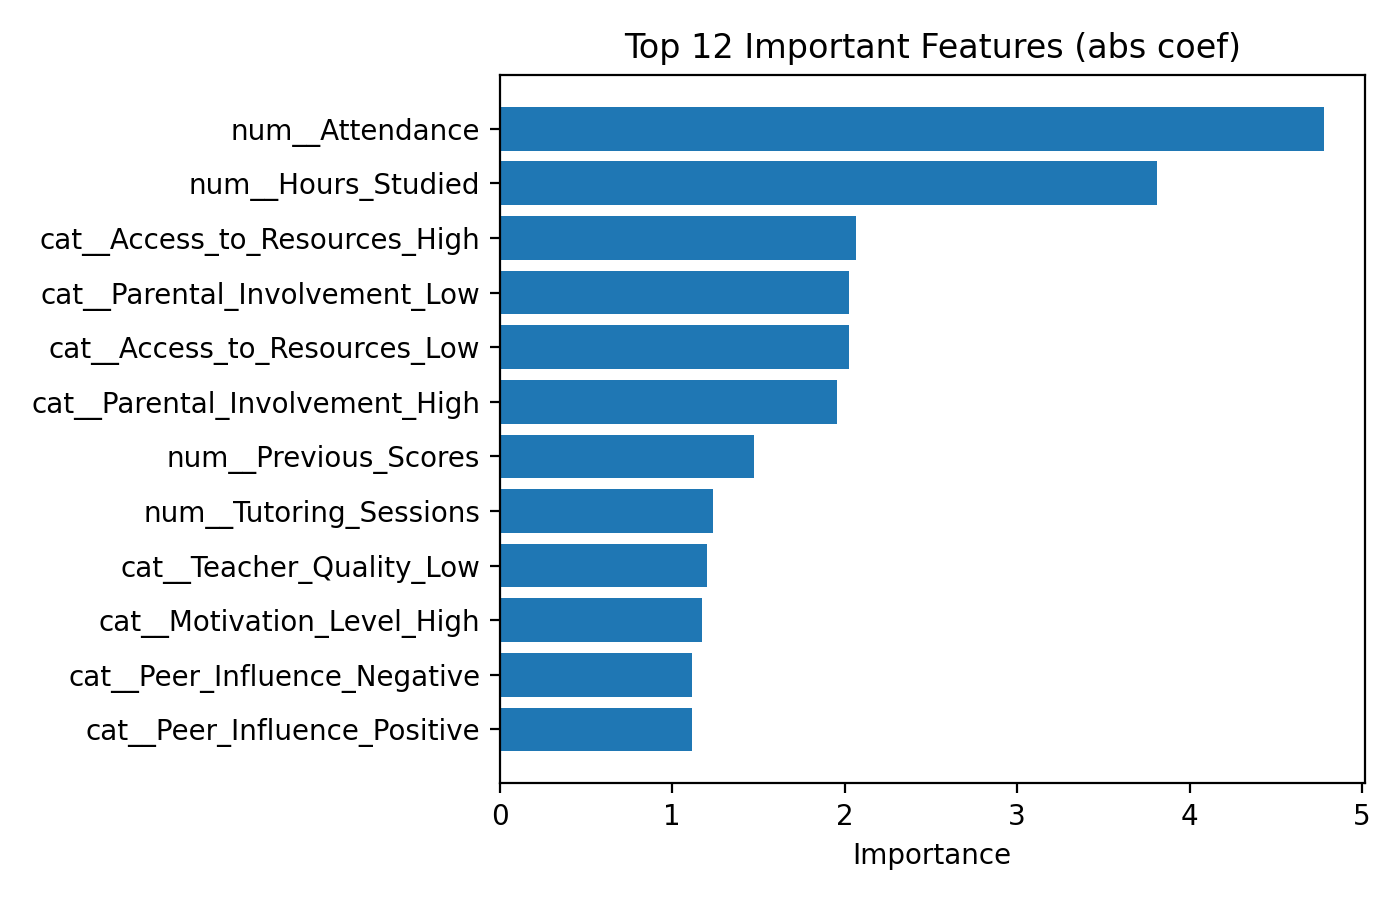 Top 12 Important Features (abs coef)
num__Attendance
num__Hours_Studied
cat__Access_to_Resources_High
cat__Parental_Involvement_Low
cat__Access_to_Resources_Low
cat__Parental_Involvement_High
num__Previous_Scores
num__Tutoring_Sessions
cat__Teacher_Quality_Low
cat__Motivation_Level_High
cat__Peer_Influence_Negative
cat__Peer_Influence_Positive
0 1 2 3 4 5
Importance